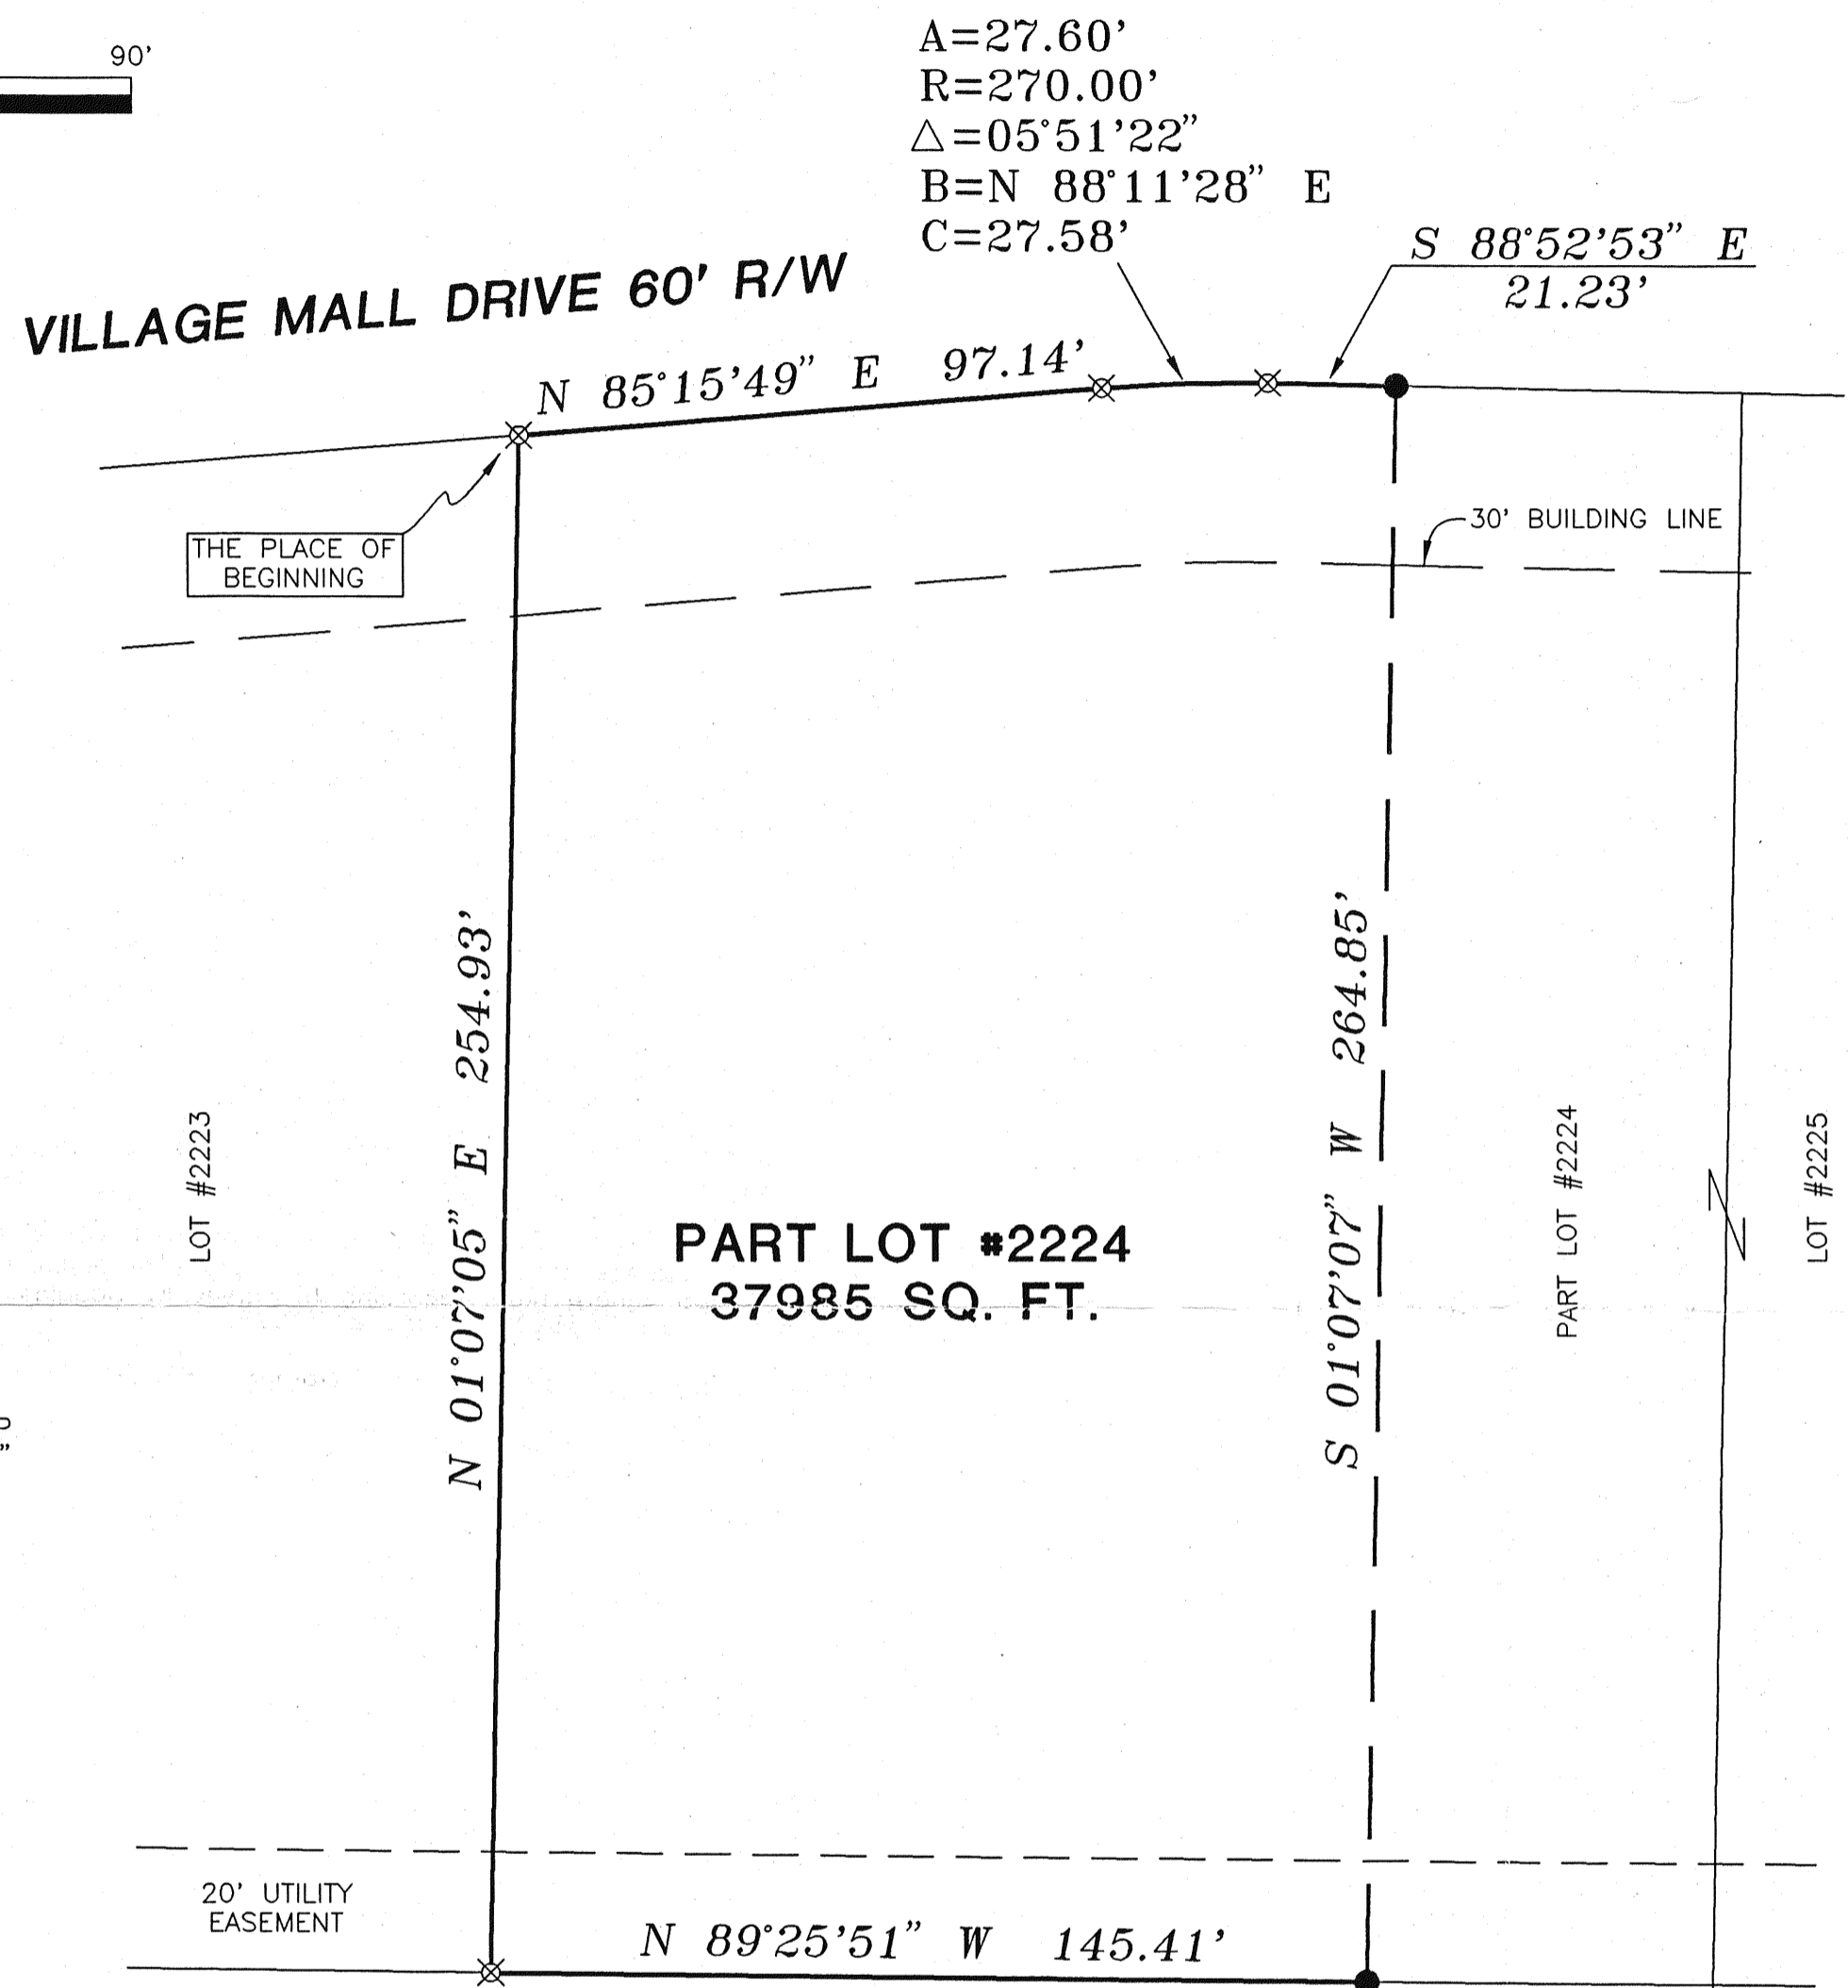 90'
A=27.60'
R=270.00'
△=05°51'22"
B=N 88°11'28" E
C=27.58'
S 88°52'53" E
21.23'
VILLAGE MALL DRIVE 60' R/W
N 85°15'49" E 97.14'
30' BUILDING LINE
THE PLACE OF
BEGINNING
N 01°07'05" E 254.93'
S 01°07'07" W 264.85'
LOT #2223
PART LOT #2224
37985 SQ. FT.
PART LOT #2224
LOT #2225
20' UTILITY
EASEMENT
N 89°25'51" W 145.41'